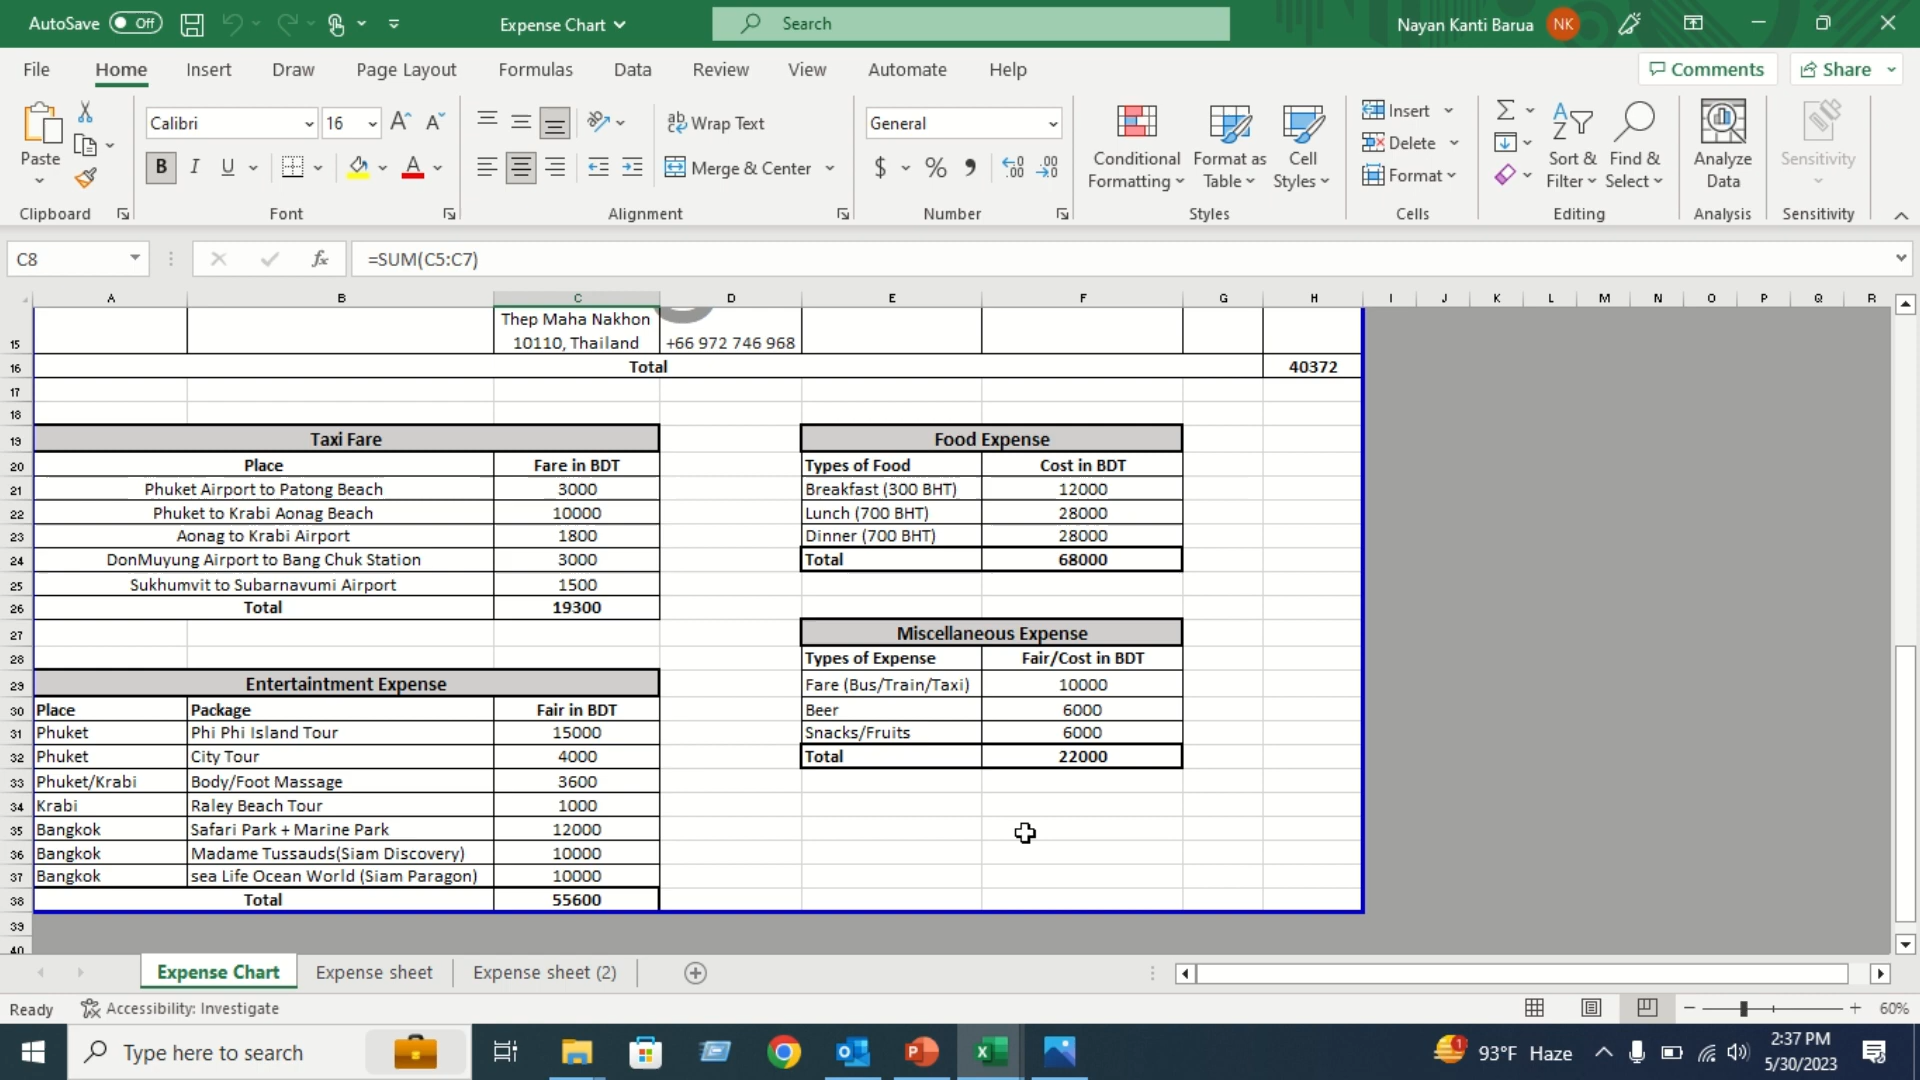 AutoSave Off Expense Chart Search Nayan Kanti Barua NK
File Home Insert Draw Page Layout Formulas Data Review View Automate Help Comments Share
Paste
Calibri 16
B I U
Wrap Text
Merge & Center
General
$ % ,
Conditional Formatting
Format as Table
Cell Styles
Insert
Delete
Format
Sort & Filter
Find & Select
Analyze Data
Sensitivity
Clipboard Font Alignment Number Styles Cells Editing Analysis Sensitivity
C8 fx =SUM(C5:C7)
A B C D E F G H I J K L M N O P Q R
Thep Maha Nakhon
15 10110, Thailand +66 972 746 968
16 Total 40372
17
18
19 Taxi Fare Food Expense
20 Place Fare in BDT Types of Food Cost in BDT
21 Phuket Airport to Patong Beach 3000 Breakfast (300 BHT) 12000
22 Phuket to Krabi Aonag Beach 10000 Lunch (700 BHT) 28000
23 Aonag to Krabi Airport 1800 Dinner (700 BHT) 28000
24 DonMuyung Airport to Bang Chuk Station 3000 Total 68000
25 Sukhumvit to Subarnavumi Airport 1500
26 Total 19300
27 Miscellaneous Expense
28 Types of Expense Fair/Cost in BDT
29 Entertaintment Expense Fare (Bus/Train/Taxi) 10000
30 Place Package Fair in BDT Beer 6000
31 Phuket Phi Phi Island Tour 15000 Snacks/Fruits 6000
32 Phuket City Tour 4000 Total 22000
33 Phuket/Krabi Body/Foot Massage 3600
34 Krabi Raley Beach Tour 1000
35 Bangkok Safari Park + Marine Park 12000
36 Bangkok Madame Tussauds(Siam Discovery) 10000
37 Bangkok sea Life Ocean World (Siam Paragon) 10000
38 Total 55600
39
40
Expense Chart Expense sheet Expense sheet (2)
Ready Accessibility: Investigate 60%
Type here to search 93°F Haze 2:37 PM
5/30/2023